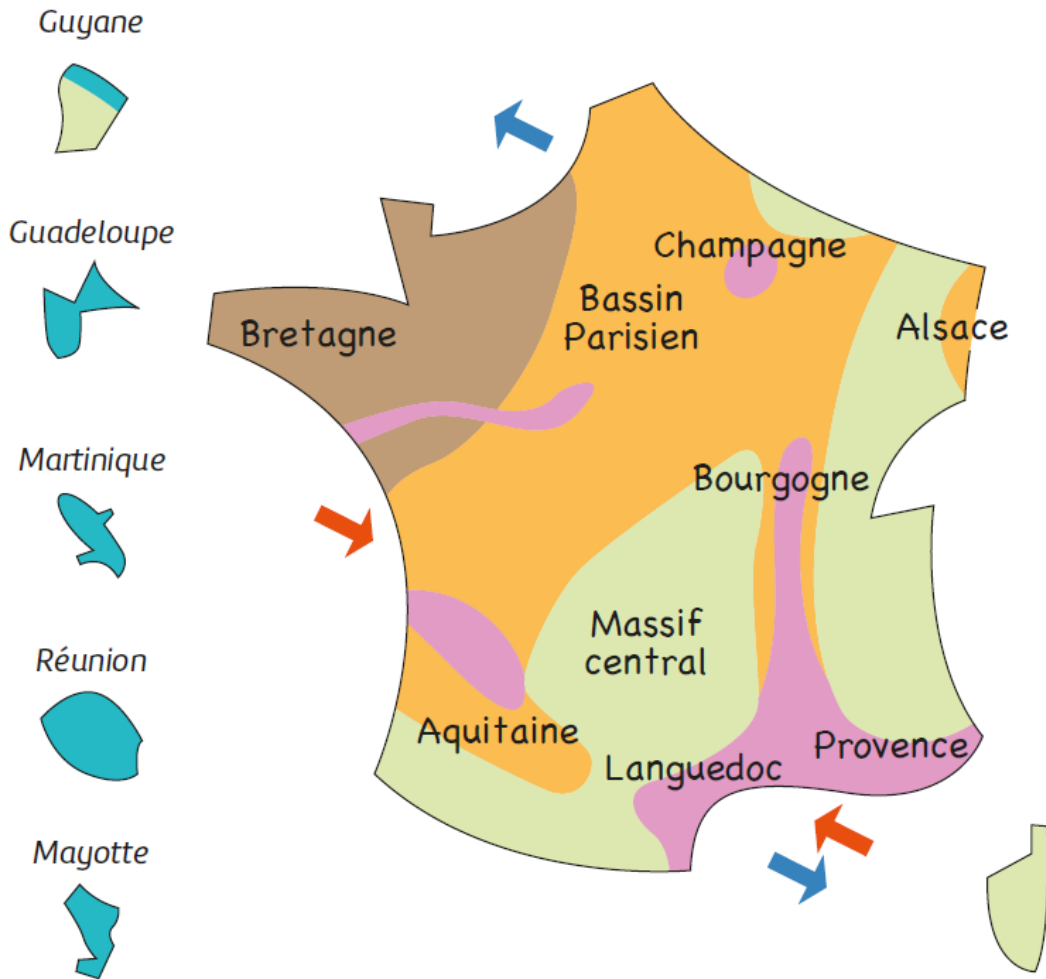 Guyane
Guadeloupe
Martinique
Réunion
Mayotte
Champagne
Bassin
Parisien
Bretagne
Alsace
Bourgogne
Massif
central
Aquitaine
Languedoc
Provence